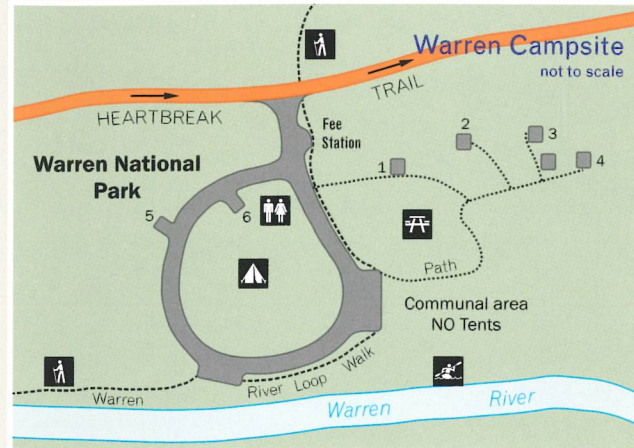 Warren Campsite
not to scale
HEARTBREAK
TRAIL
Fee
Station
Warren National
Park
1
2
3
4
5
6
Path
Communal area
NO Tents
Warren
River Loop Walk
Warren River